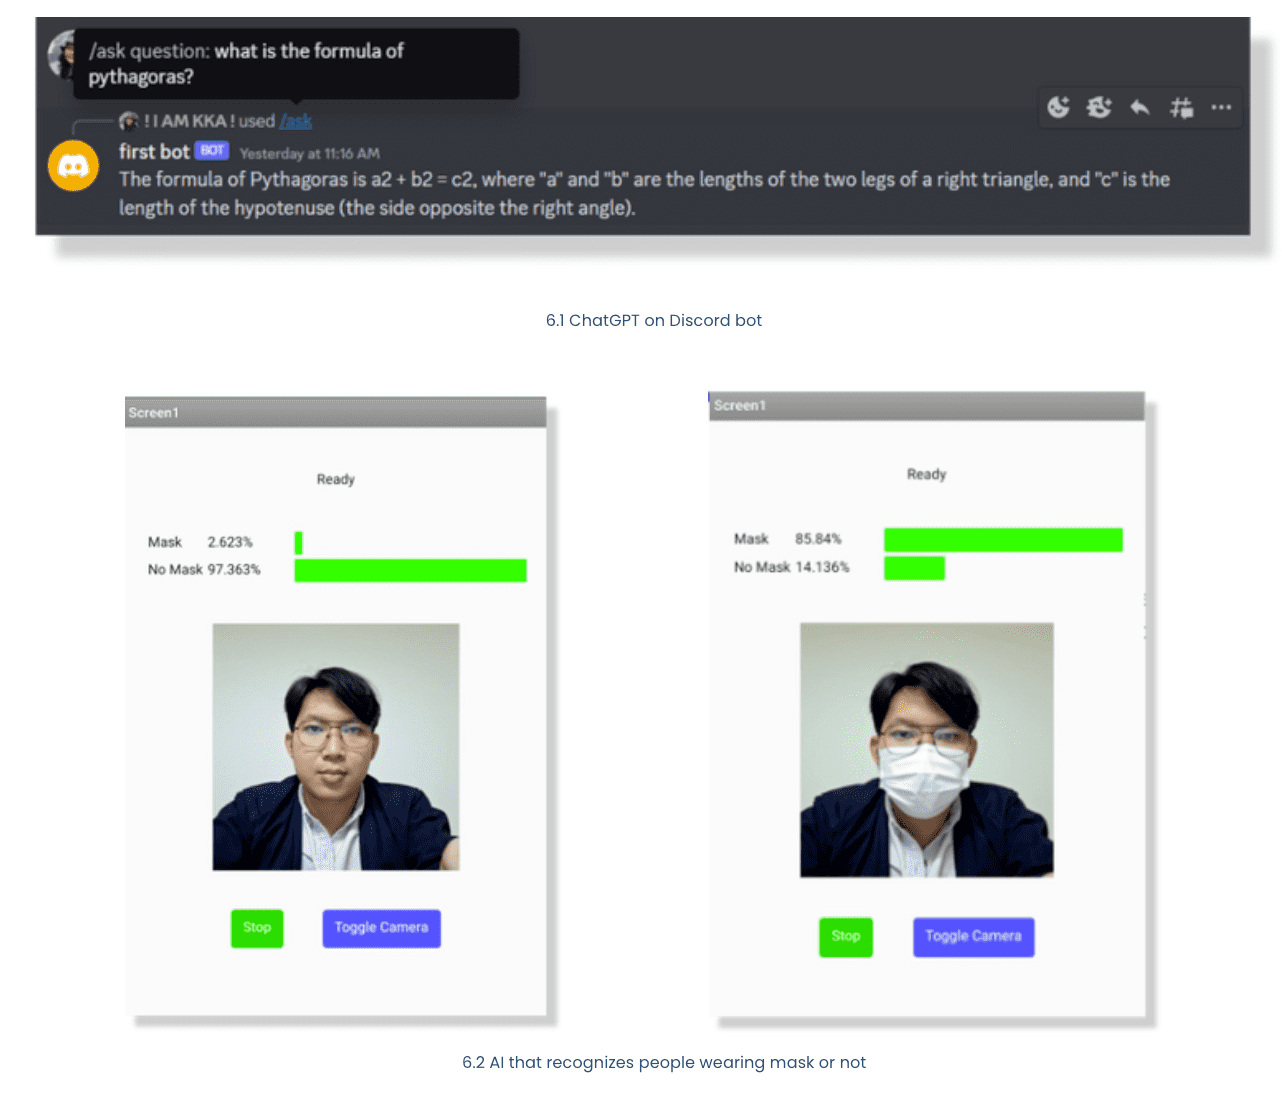 /ask question: what is the formula of
pythagoras?
! I AM KKA ! used /ask
first bot BOT Yesterday at 11:16 AM
The formula of Pythagoras is a2 + b2 = c2, where "a" and "b" are the lengths of the two legs of a right triangle, and "c" is the
length of the hypotenuse (the side opposite the right angle).
6.1 ChatGPT on Discord bot
Screen1
Ready
Mask 2.623%
No Mask 97.363%
Stop Toggle Camera
Screen1
Ready
Mask 85.84%
No Mask 14.136%
Stop Toggle Camera
6.2 AI that recognizes people wearing mask or not